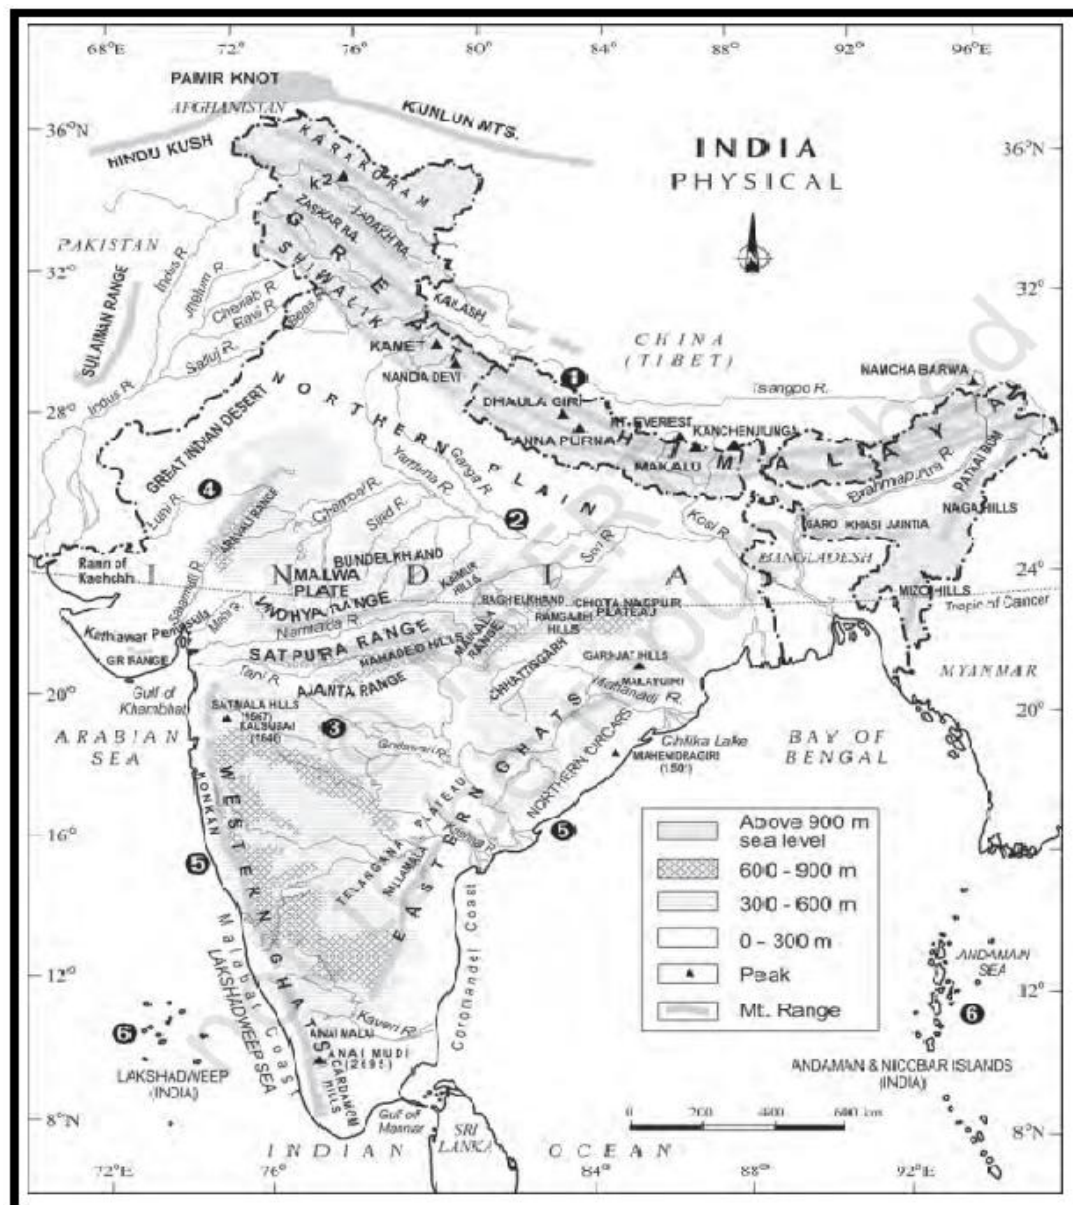 68°E 72° 76° 80° 84° 88° 92° 96°E
PAMIR KNOT
AFGHANISTAN
KUNLUN MTS.
36°N
HINDU KUSH
KARAKORAM
INDIA
PHYSICAL
36°N
K2
ZASKAR RA.
LADAKH RA.
PAKISTAN
Indus R.
Jhelum R.
GREAT HIMALAYA
SHIWALIK
N
32°
SULAIMAN RANGE
Chenab R.
Ravi R.
Beas R.
KAILASH
32°
CHINA
(TIBET)
Satluj R.
KAMET
NANDA DEVI
1
NAMCHA BARWA
Tsangpo R.
Indus R.
28°
NORTHERN PLAIN
DHAULA GIRI
28°
GREAT INDIAN DESERT
ANNA PURNA
MT. EVEREST
KANCHENJUNGA
MAKALU
Yamuna R.
Ganga R.
Brahmaputra R.
PATKAI BUM
4
Luni R.
ARAVALI RANGE
Chambal R.
Sind R.
2
Kosi R.
NAGA HILLS
GARO KHASI JAINTIA
Son R.
BUNDELKHAND
BANGLADESH
Rann of
Kachchh
INDIA
MALWA
PLATE
KAIMUR
HILLS
24°
24°
Sabarmati R.
Mahi R.
VINDHYA RANGE
BAGHELKHAND
CHOTA NAGPUR
PLATEAU
MIZO HILLS
Tropic of Cancer
Kathiawar Peninsula
Narmada R.
RAMGARH
HILLS
SATPURA RANGE
MAHADEO HILLS
MAIKALA
RANGE
GIR RANGE
GARHJAT HILLS
MYANMAR
Tapi R.
AJANTA RANGE
CHHATTISGARH
MALAYGIRI
20°
Gulf of
Khambhat
Mahanadi R.
20°
SATMALA HILLS
KALSUBAI
(1646)
3
ARABIAN
SEA
Godavari R.
Chilika Lake
BAY OF
BENGAL
NORTHERN CIRCARS
MAHENDRAGIRI
(1501)
KONKAN
WESTERN GHATS
EASTERN GHATS
TELANGANA PLATEAU
Krishna R.
5
16°
16°
5
NALLAMALA
Above 900 m
sea level
600-900 m
300 - 600 m
0 - 300 m
Peak
Mt. Range
Malabar Coast
Coromandel Coast
ANDAMAN
SEA
12°
12°
6
LAKSHADWEEP SEA
Kaveri R.
6
ANAI MALAI
ANAI MUDI
(2695)
CARDAMOM
HILLS
LAKSHADWEEP
(INDIA)
ANDAMAN & NICOBAR ISLANDS
(INDIA)
0 200 400 600 km
8°N
Gulf of
Mannar
SRI
LANKA
8°N
INDIAN OCEAN
72°E 76° 80° 84° 88° 92°E 96°E